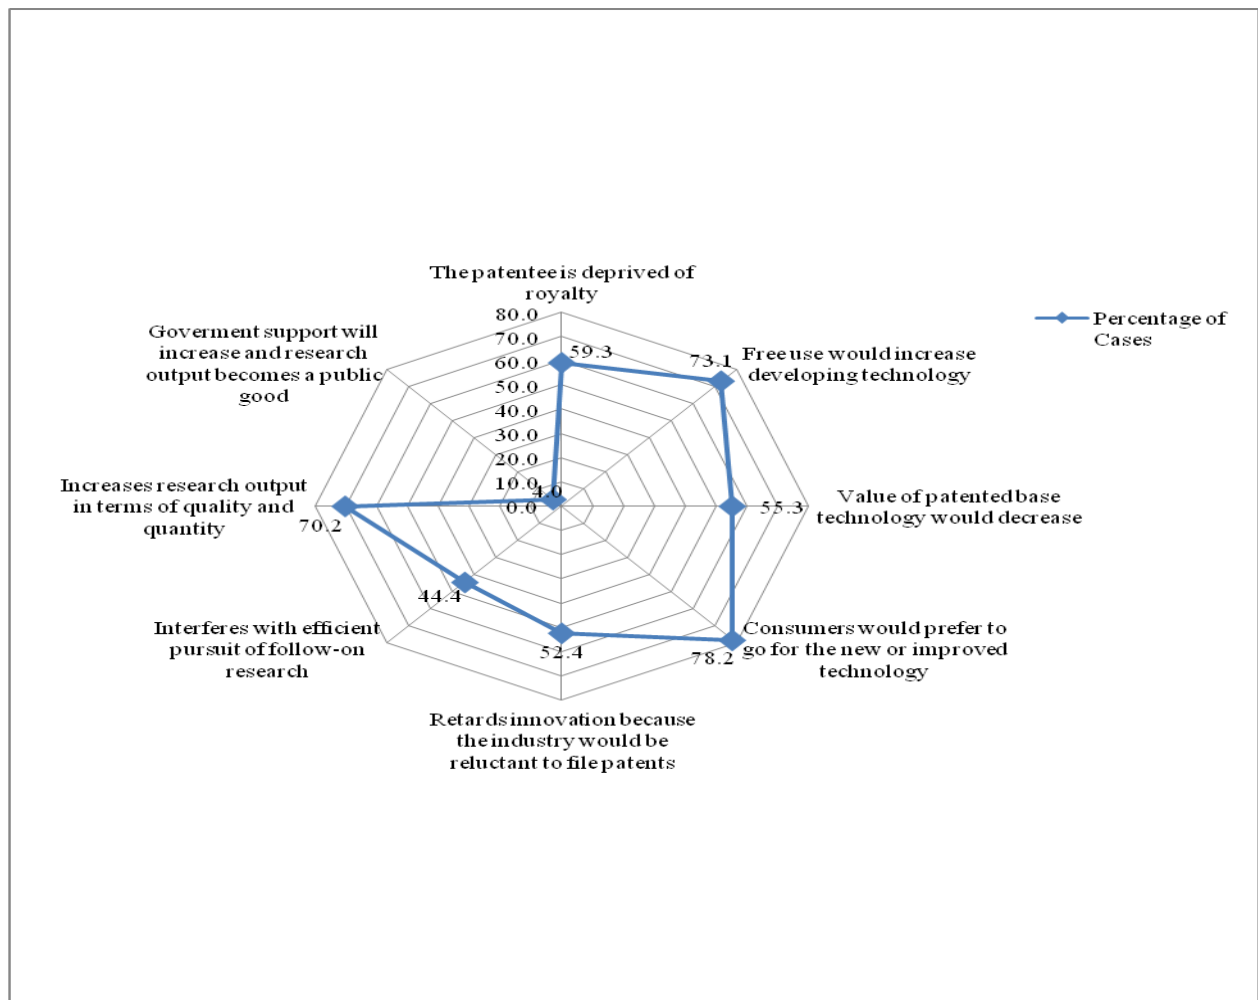 The patentee is deprived of
royalty
80.0
70.0
60.0
50.0
40.0
30.0
20.0
10.0
0.0
59.3
73.1
Free use would increase
developing technology
55.3
Value of patented base
technology would decrease
78.2
Consumers would prefer to
go for the new or improved
technology
52.4
Retards innovation because
the industry would be
reluctant to file patents
44.4
Interferes with efficient
pursuit of follow-on
research
70.2
Increases research output
in terms of quality and
quantity
4.0
Goverment support will
increase and research
output becomes a public
good
Percentage of
Cases